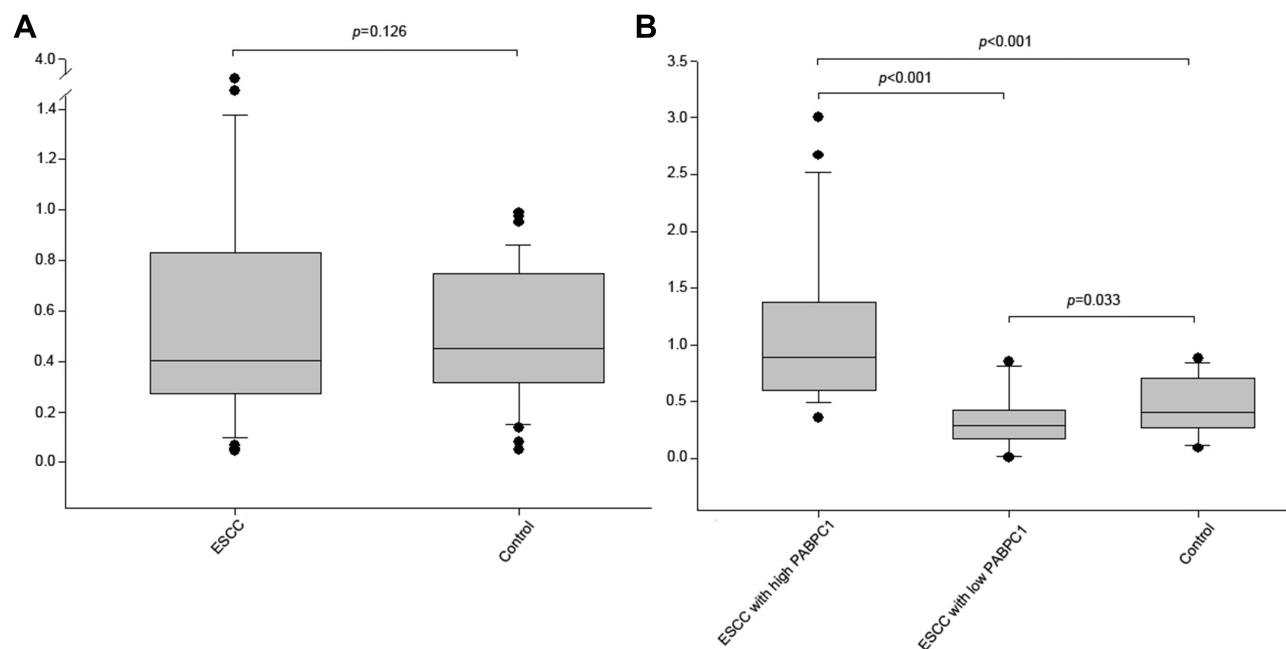 A
p=0.126
4.0
1.4
1.2
1.0
0.8
0.6
0.4
0.2
0.0
ESCC
Control
B
p<0.001
p<0.001
p=0.033
3.5
3.0
2.5
2.0
1.5
1.0
0.5
0.0
ESCC with high PABPC1
ESCC with low PABPC1
Control